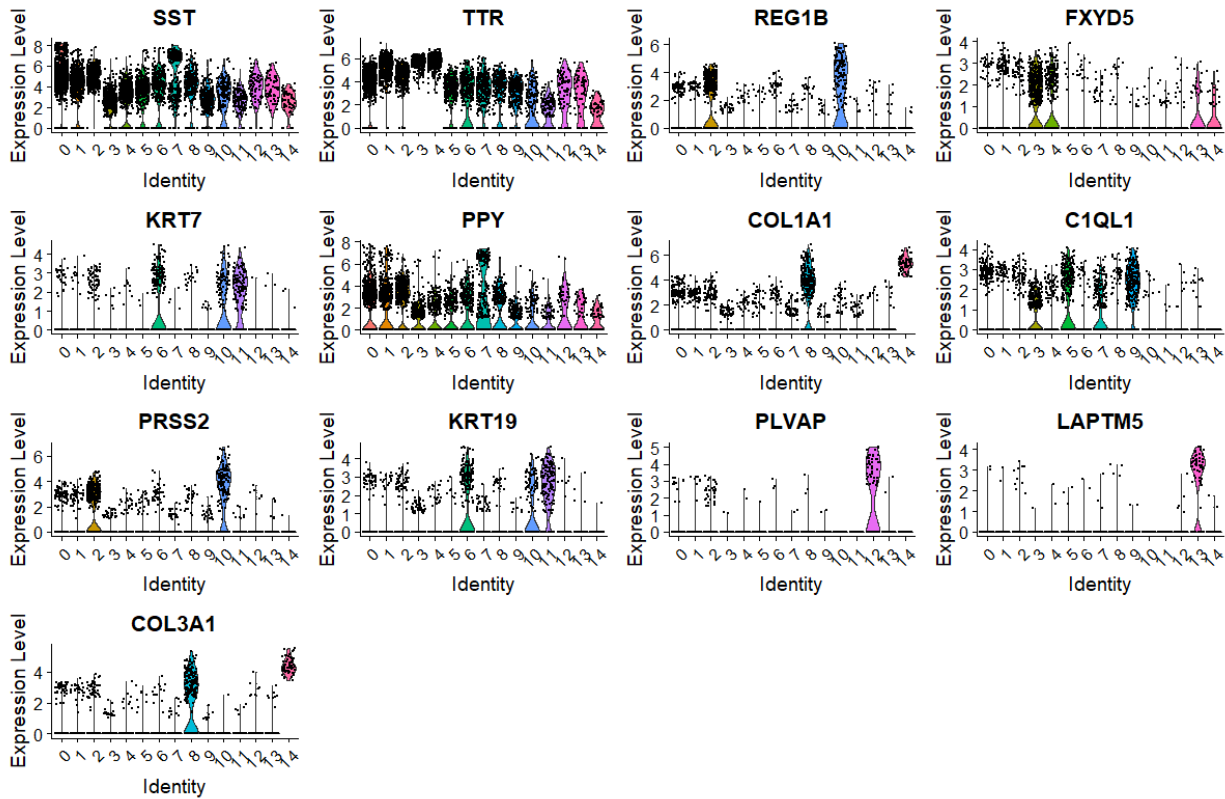 SST TTR REG1B FXYD5
Expression Level 8 6 4 2 0 Expression Level 6 4 2 0 Expression Level 6 4 2 0 Expression Level 4 3 2 1 0
0 1 2 3 4 5 6 7 8 9 10 11 12 13 14 0 1 2 3 4 5 6 7 8 9 10 11 12 13 14 0 1 2 3 4 5 6 7 8 9 10 11 12 13 14 0 1 2 3 4 5 6 7 8 9 10 11 12 13 14
Identity Identity Identity Identity
KRT7 PPY COL1A1 C1QL1
Expression Level 4 3 2 1 0 Expression Level 8 6 4 2 0 Expression Level 6 4 2 0 Expression Level 4 3 2 1 0
0 1 2 3 4 5 6 7 8 9 10 11 12 13 14 0 1 2 3 4 5 6 7 8 9 10 11 12 13 14 0 1 2 3 4 5 6 7 8 9 10 11 12 13 14 0 1 2 3 4 5 6 7 8 9 10 11 12 13 14
Identity Identity Identity Identity
PRSS2 KRT19 PLVAP LAPTM5
Expression Level 6 4 2 0 Expression Level 4 3 2 1 0 Expression Level 5 4 3 2 1 0 Expression Level 4 3 2 1 0
0 1 2 3 4 5 6 7 8 9 10 11 12 13 14 0 1 2 3 4 5 6 7 8 9 10 11 12 13 14 0 1 2 3 4 5 6 7 8 9 10 11 12 13 14 0 1 2 3 4 5 6 7 8 9 10 11 12 13 14
Identity Identity Identity Identity
COL3A1
Expression Level 4 2 0
0 1 2 3 4 5 6 7 8 9 10 11 12 13 14
Identity